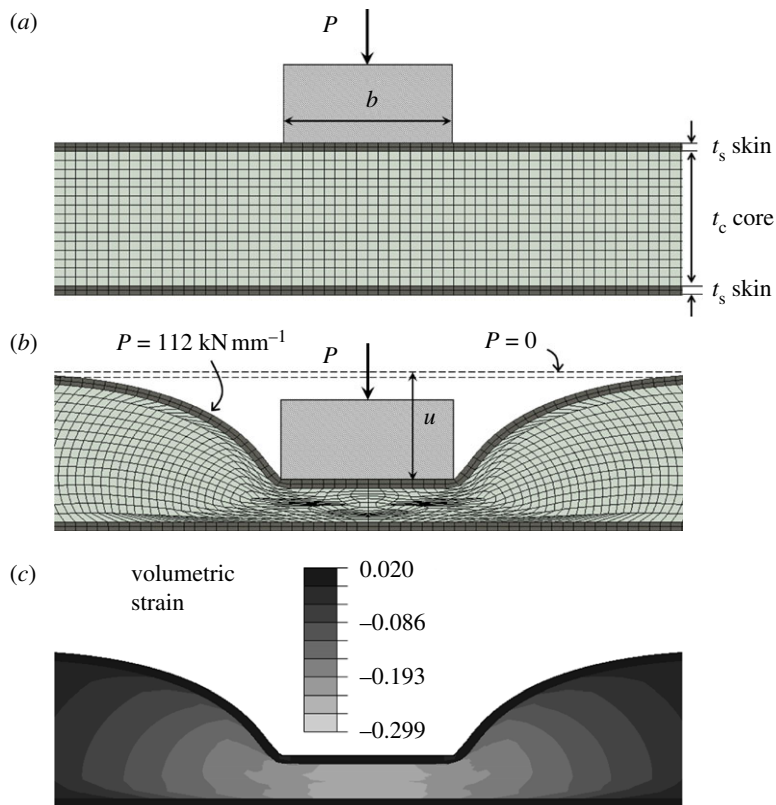 (a)
P
b
t_s skin
t_c core
t_s skin
(b)
P = 112 kN mm⁻¹
P
P = 0
u
(c)
volumetric
strain
0.020
–0.086
–0.193
–0.299